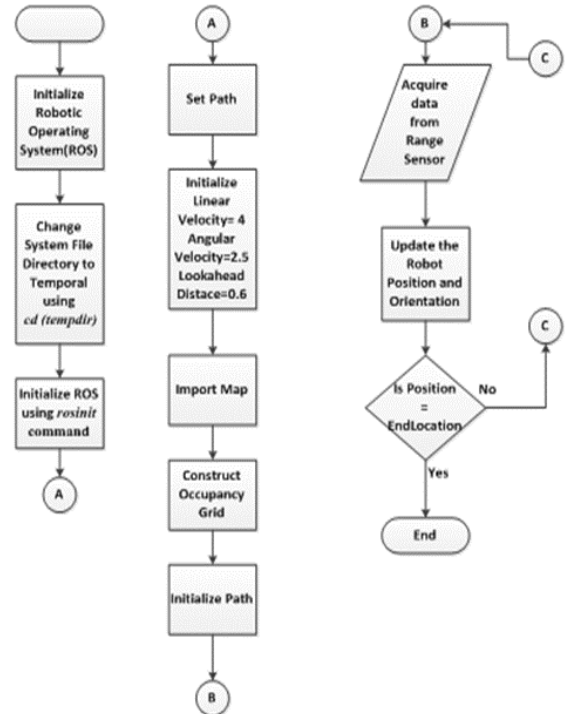 Initialize
Robotic
Operating
System(ROS)
Change
System File
Directory to
Temporal
using
cd (tempdir)
Initialize ROS
using rosinit
command
A
A
Set Path
Initialize
Linear
Velocity= 4
Angular
Velocity=2.5
Lookahead
Distace=0.6
Import Map
Construct
Occupancy
Grid
Initialize Path
B
B
C
Acquire
data
from
Range
Sensor
Update the
Robot
Position and
Orientation
C
Is Position
=
EndLocation
No
Yes
End